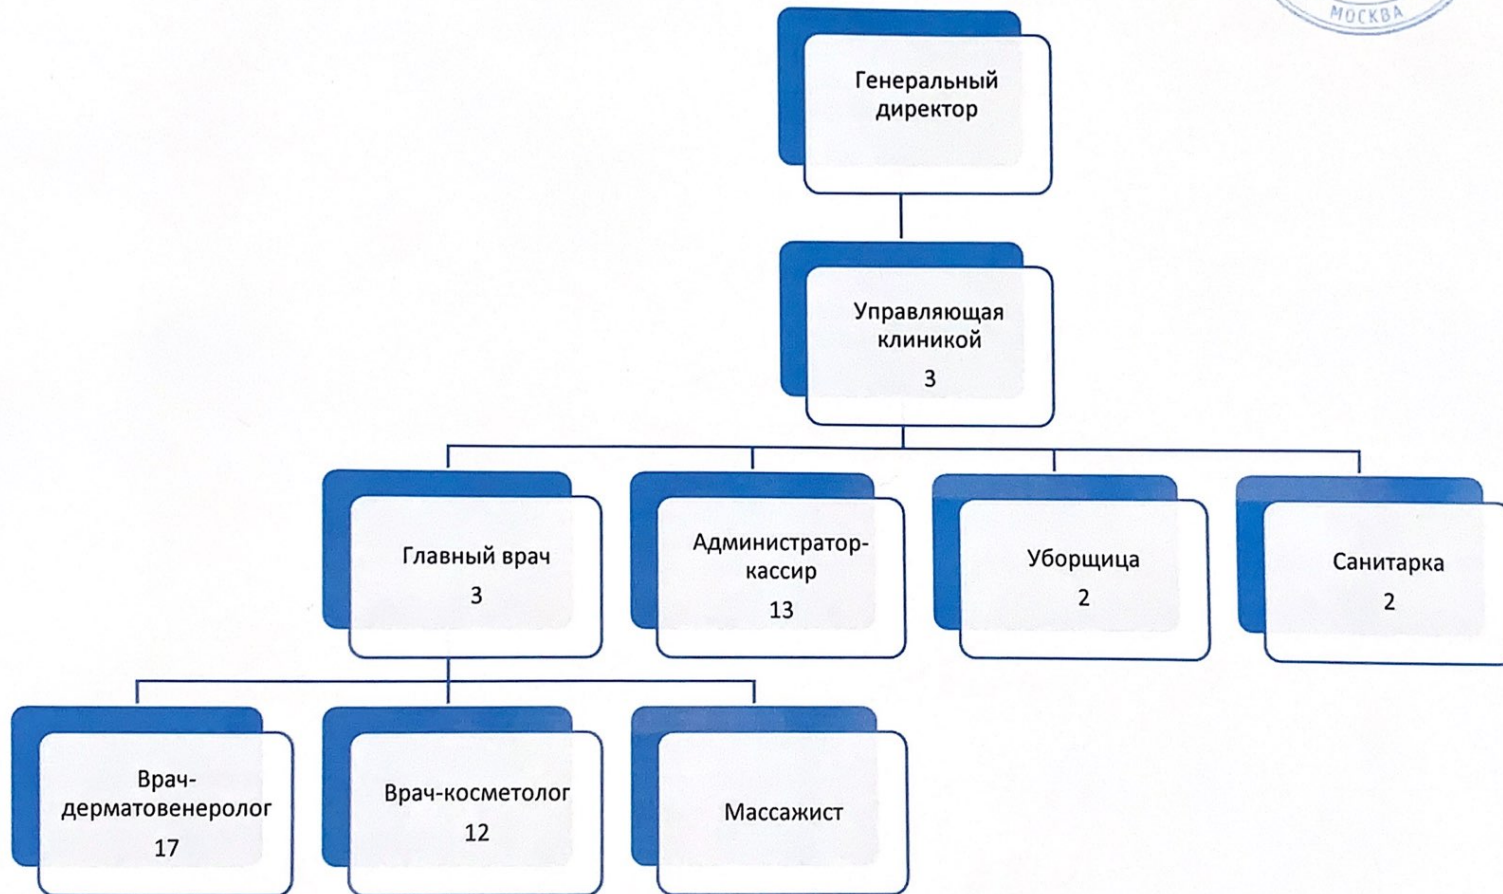 МОСКВА
Генеральный
директор
Управляющая
клиникой
3
Главный врач
3
Администратор-
кассир
13
Уборщица
2
Санитарка
2
Врач-
дерматовенеролог
17
Врач-косметолог
12
Массажист